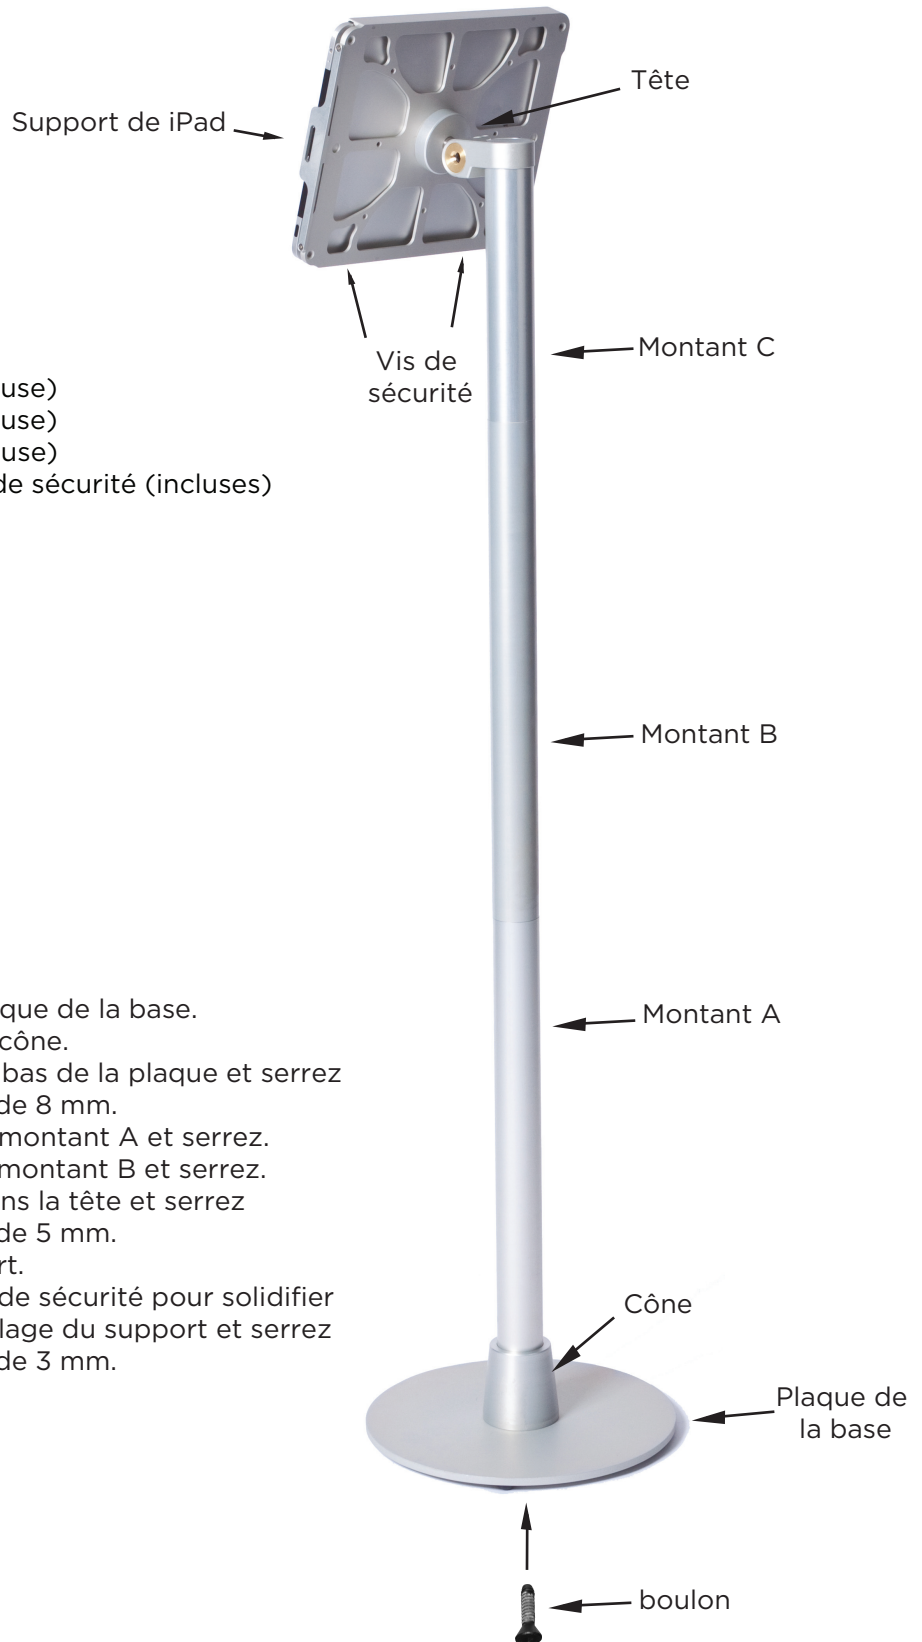 Tête
Support de iPad
Montant C
Vis de
sécurité
use)
use)
use)
de sécurité (incluses)
Montant B
que de la base.
cône.
bas de la plaque et serrez
de 8 mm.
montant A et serrez.
montant B et serrez.
ns la tête et serrez
de 5 mm.
rt.
de sécurité pour solidifier
lage du support et serrez
de 3 mm.
Montant A
Cône
Plaque de
la base
boulon